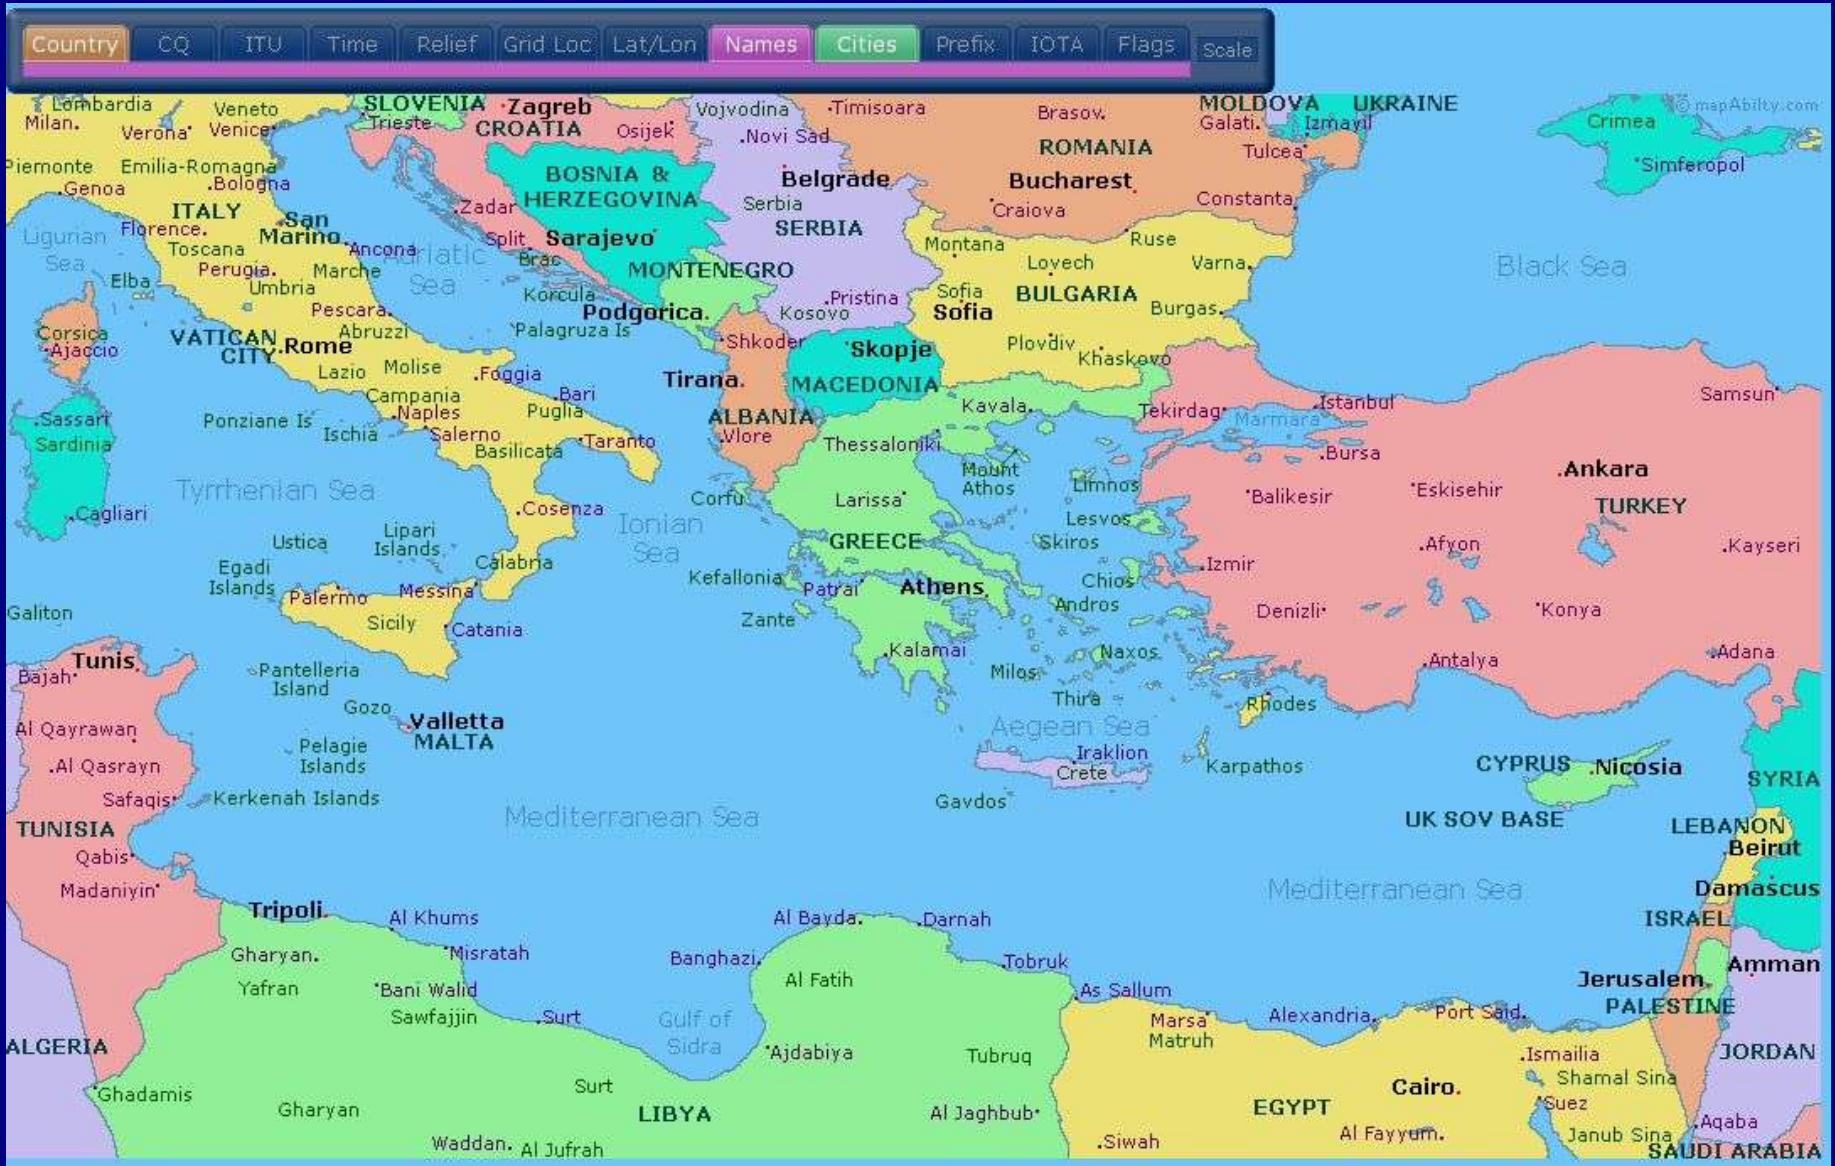 Country CQ ITU Time Relief Grid Loc Lat/Lon Names Cities Prefix IOTA Flags Scale
Lombardia
Veneto
SLOVENIA
.Zagreb
Vojvodina
.Timisoara
Brasov.
MOLDOVA
UKRAINE
© mapAbilty.com
Milan.
Verona
Venice
Trieste
CROATIA
Osijek
.Novi Sad
ROMANIA
Galati.
Izmayil
Crimea
Piemonte
Emilia-Romagna
BOSNIA &
HERZEGOVINA
Belgrade
Bucharest.
Tulcea
Simferopol
.Genoa
.Bologna
Serbia
Craiova
Constanta
ITALY
San
Marino
.Zadar
SERBIA
Ligurian
Sea
Florence.
Toscana
Ancona
Adriatic
Sea
Split
Sarajevo
Brac
Montana
Ruse
Lovech
Varna
Black Sea
Perugia.
Marche
Umbria
Elba
MONTENEGRO
Korcula
Podgorica.
.Pristina
Kosovo
Sofia
Sofia
BULGARIA
Burgas.
Pescara.
Abruzzi
Palagruza Is
Corsica
.Ajaccio
VATICAN
CITY
.Rome
Lazio
Molise
.Shkoder
Skopje
MACEDONIA
Plovdiv
Khaskovo
.Foggia
Tirana.
Campania
.Naples
.Bari
Puglia
ALBANIA
.Vlore
Kavala.
Tekirdag
.Istanbul
Marmara
Samsun
.Sassari
Sardinia
Ponziane Is
Ischia
Salerno
Basilicata
.Taranto
Thessaloniki
.Bursa
Mount
Athos
Limnos
.Ankara
TURKEY
Tyrrhenian Sea
Corfu
Larissa
Balikesir
Eskisehir
.Cagliari
.Cosenza
Ionian
Sea
Lesvos
Lipari
Islands
Ustica
GREECE
Skiros
.Afyon
.Kayseri
Egadi
Islands
Calabria
Kefallonia
Patrai
Athens
Chios
.Izmir
Palermo
Messina
Andros
Denizli
Konya
Galiton
Sicily
Catania
Zante
.Kalamai
Naxos
.Antalya
.Adana
Tunis
Bajah
Pantelleria
Island
Milos
Thira
Rhodes
Gozo
Valletta
MALTA
Aegean Sea
Al Qayrawan
Pelagie
Islands
Iraklion
Crete
Karpathos
CYPRUS
.Nicosia
.Al Qasrayn
SYRIA
Safaqis
Kerkenah Islands
Gavdos
Mediterranean Sea
UK SOV BASE
TUNISIA
LEBANON
Beirut
Qabis
Madaniyin
Mediterranean Sea
Damascus
Tripoli
Al Khums
Al Bayda.
.Darnah
ISRAEL
Gharyan.
Misratah
Banghazi
.Tobruk
Jerusalem
Amman
Yafran
Bani Walid
Al Fatih
As Sallum
PALESTINE
Sawfajjin
.Surt
Gulf of
Sidra
Marsa
Matruh
Alexandria.
Port Said.
ALGERIA
Ajdabiya
Tubruq
.Ismailia
JORDAN
Ghadamis
Surt
Cairo.
Shamal Sina
Gharyan
LIBYA
Al Jaghbub
EGYPT
Suez
Aqaba
Waddan.
Al Jufrah
.Siwah
Al Fayyum.
Janub Sina
SAUDI ARABIA